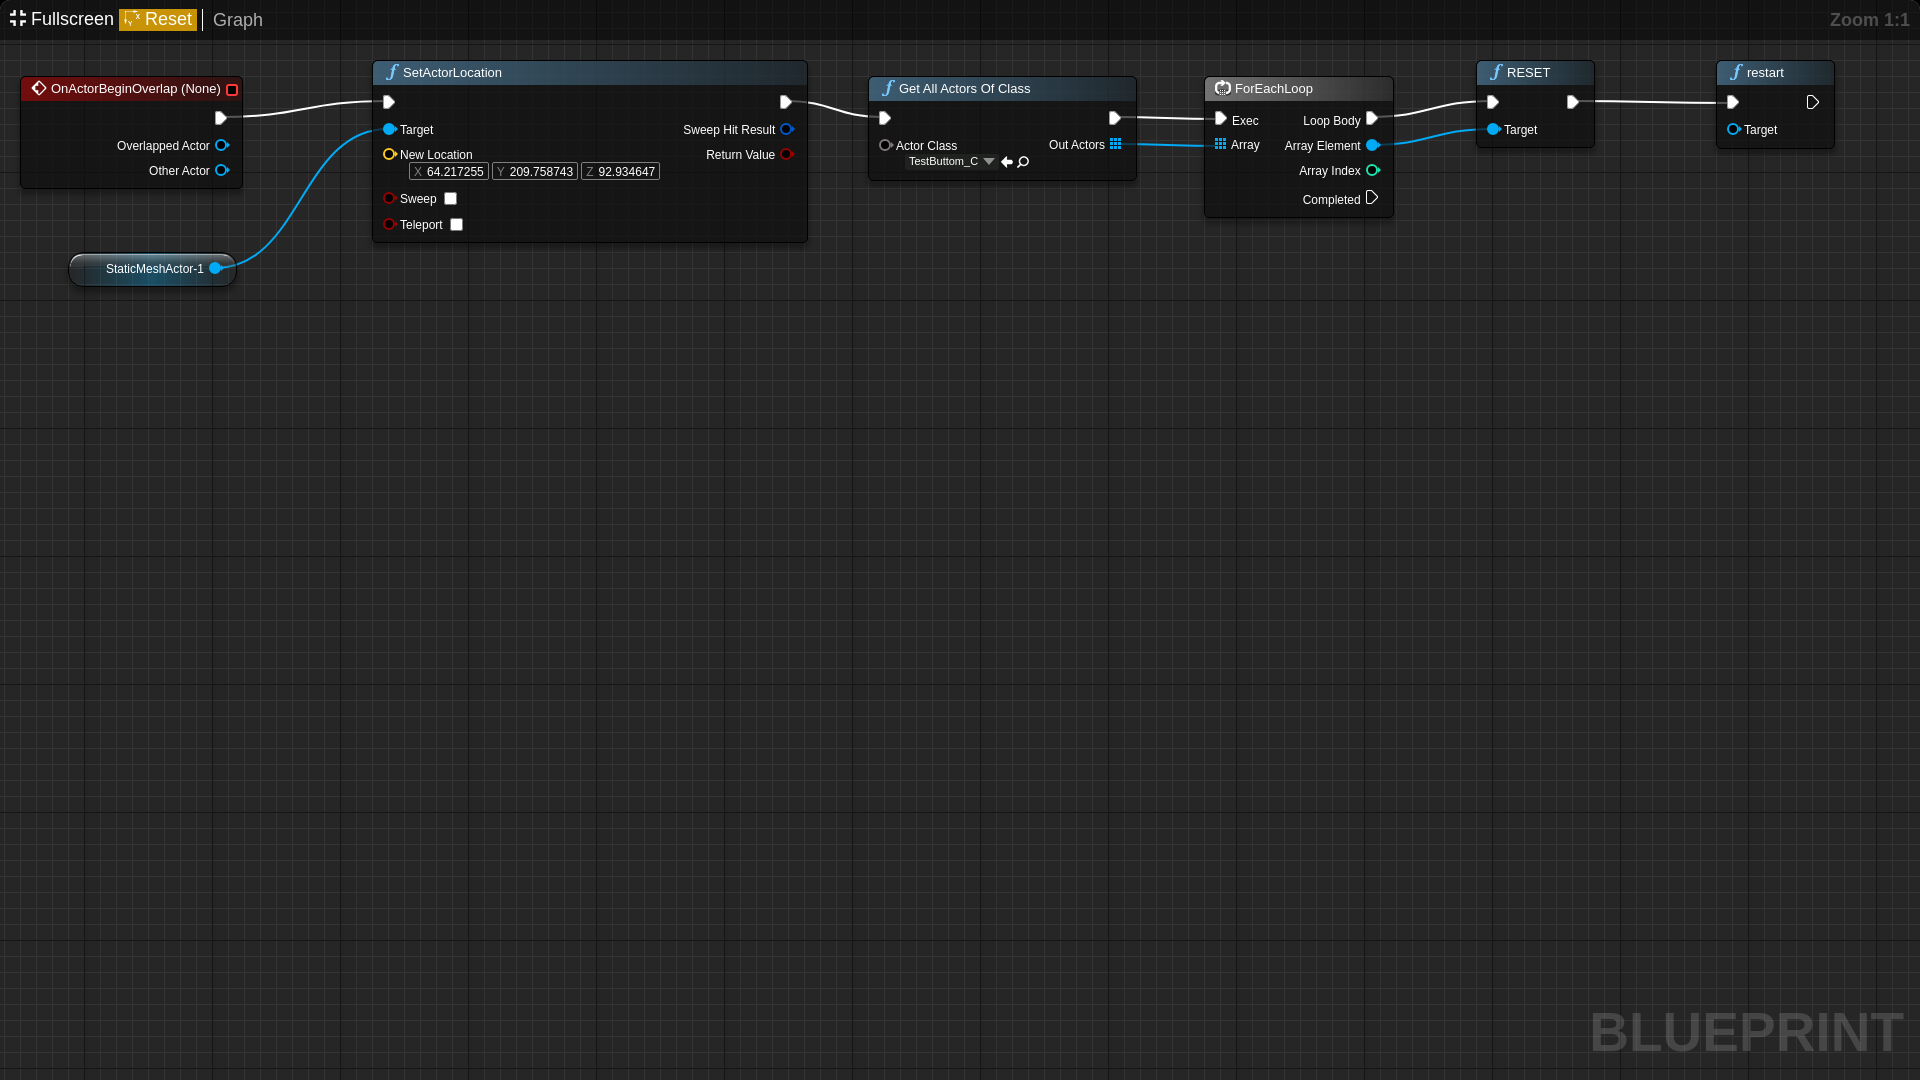 Fullscreen Reset Graph Zoom 1:1
OnActorBeginOverlap (None)
Overlapped Actor
Other Actor
StaticMeshActor-1
SetActorLocation
Target Sweep Hit Result
New Location Return Value
X 64.217255 Y 209.758743 Z 92.934647
Sweep
Teleport
Get All Actors Of Class
Actor Class Out Actors
TestButtom_C
ForEachLoop
Exec Loop Body
Array Array Element
Array Index
Completed
RESET
Target
restart
Target
BLUEPRINT